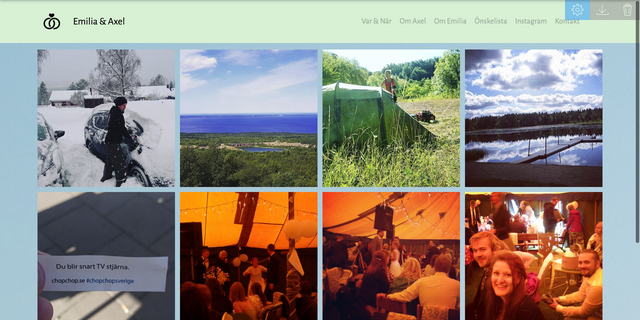 Emilia & Axel
Var & När Om Axel Om Emilia Önskelista Instagram Kontakt
Du blir snart TV stjärna.
chopchop.se #chopchopsverige